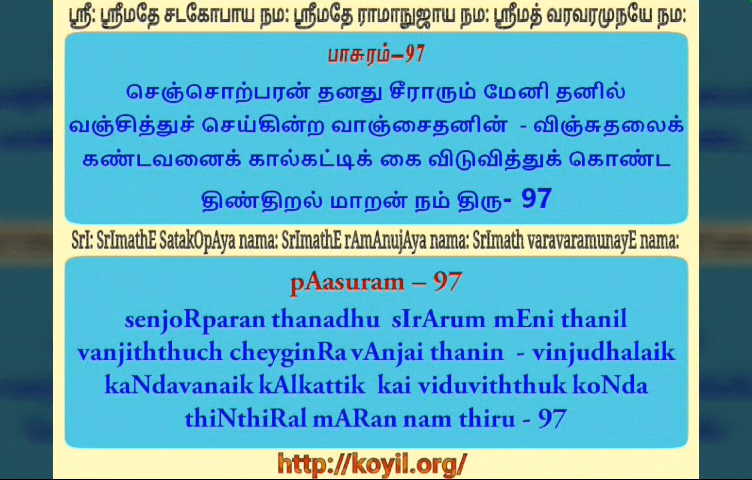 ஸ்ரீ: ஸ்ரீமதே சடகோபாய நம: ஸ்ரீமதே ராமாநுஜாய நம: ஸ்ரீமத் வரவரமுநயே நம:
பாசுரம்–97
செஞ்சொற்பரன் தனது சீராரும் மேனி தனில்
வஞ்சித்துச் செய்கின்ற வாஞ்சைதனின் - விஞ்சுதலைக்
கண்டவனைக் கால்கட்டிக் கை விடுவித்துக் கொண்ட
திண்திறல் மாறன் நம் திரு- 97
SrI: SrImathE SatakOpAya nama: SrImathE rAmAnujAya nama: SrImath varavaramunayE nama:
pAasuram – 97
senjoRparan thanadhu sIrArum mEni thanil
vanjiththuch cheyginRa vAnjai thanin - vinjudhalaik
kaNdavanaik kAlkattik kai viduviththuk koNda
thiNthiRal mARan nam thiru - 97
http://koyil.org/